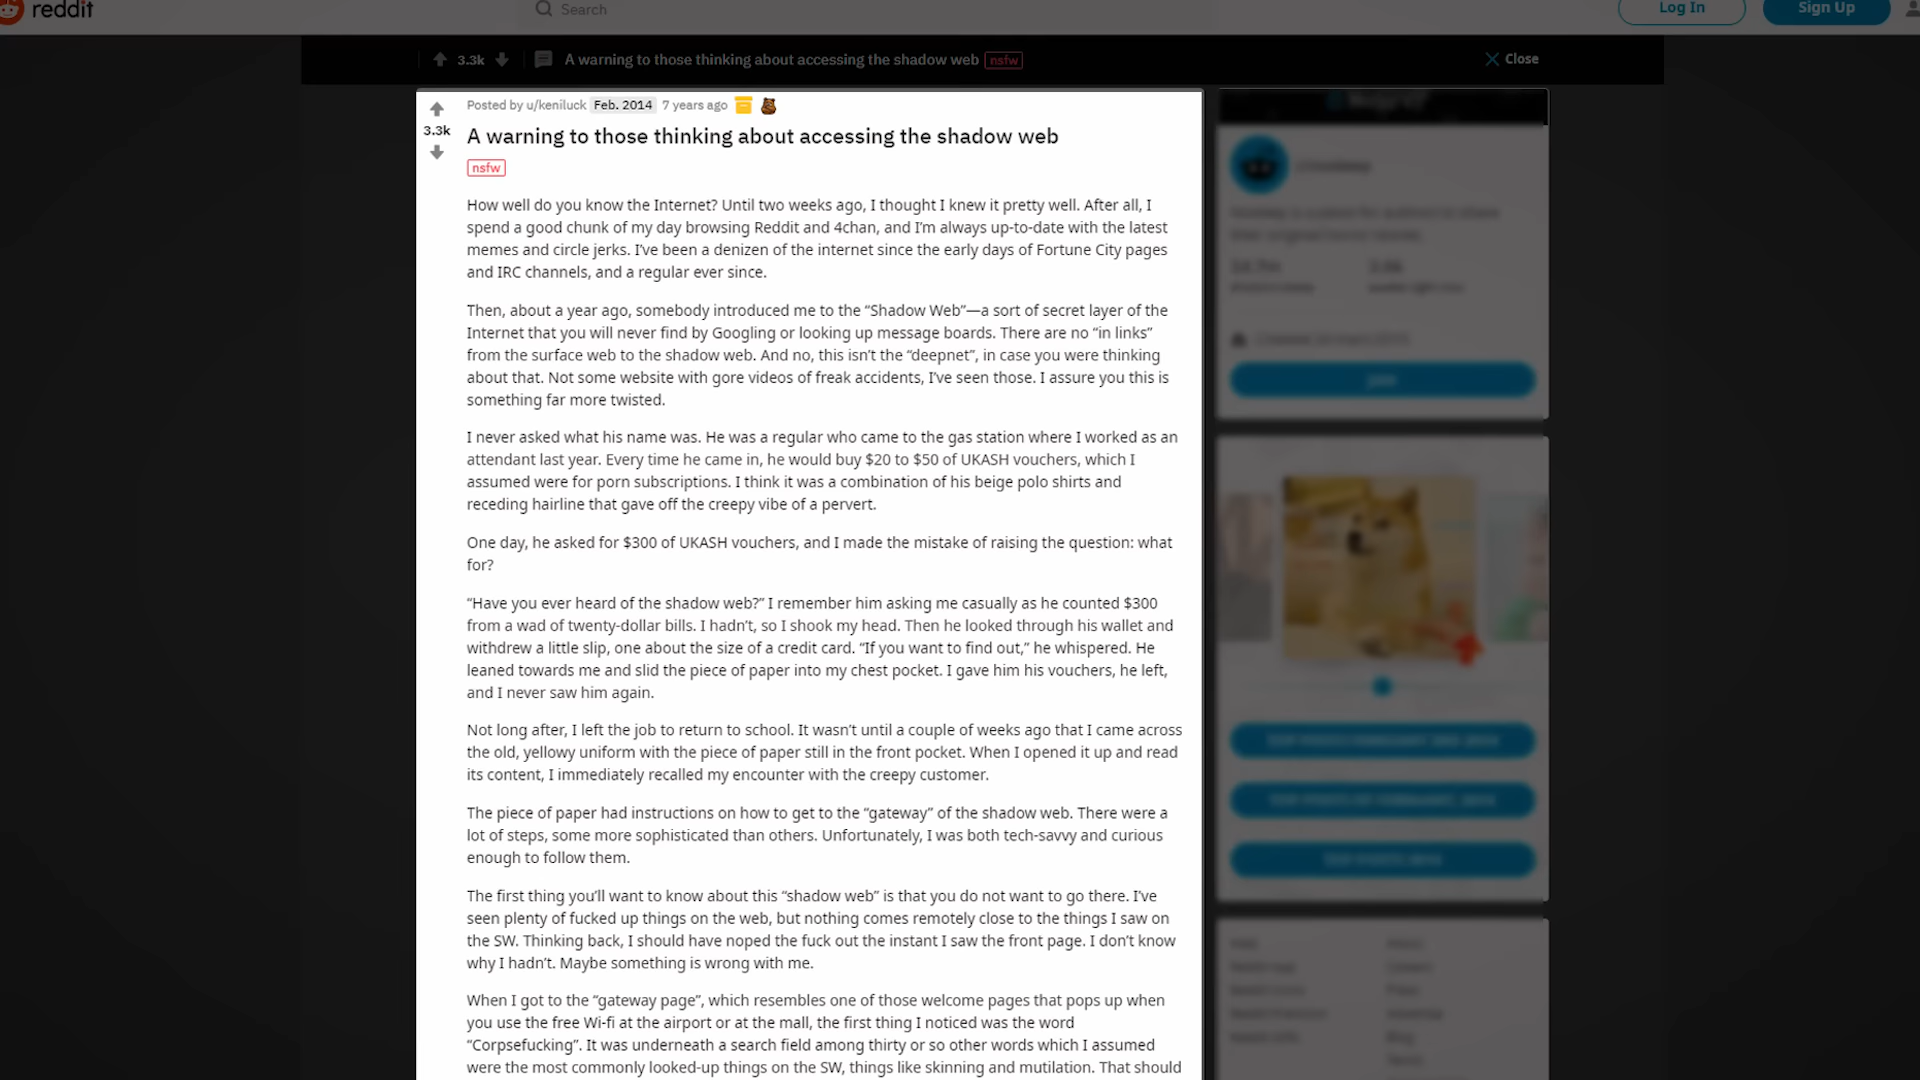 reddit
Search
Log In
Sign Up
3.3k
A warning to those thinking about accessing the shadow web nsfw
Close
Posted by u/keniluck Feb. 2014 7 years ago
3.3k
A warning to those thinking about accessing the shadow web
nsfw
How well do you know the Internet? Until two weeks ago, I thought I knew it pretty well. After all, I
spend a good chunk of my day browsing Reddit and 4chan, and I’m always up-to-date with the latest
memes and circle jerks. I’ve been a denizen of the internet since the early days of Fortune City pages
and IRC channels, and a regular ever since.
Then, about a year ago, somebody introduced me to the “Shadow Web”—a sort of secret layer of the
Internet that you will never find by Googling or looking up message boards. There are no “in links”
from the surface web to the shadow web. And no, this isn’t the “deepnet”, in case you were thinking
about that. Not some website with gore videos of freak accidents, I’ve seen those. I assure you this is
something far more twisted.
I never asked what his name was. He was a regular who came to the gas station where I worked as an
attendant last year. Every time he came in, he would buy $20 to $50 of UKASH vouchers, which I
assumed were for porn subscriptions. I think it was a combination of his beige polo shirts and
receding hairline that gave off the creepy vibe of a pervert.
One day, he asked for $300 of UKASH vouchers, and I made the mistake of raising the question: what
for?
“Have you ever heard of the shadow web?” I remember him asking me casually as he counted $300
from a wad of twenty-dollar bills. I hadn’t, so I shook my head. Then he looked through his wallet and
withdrew a little slip, one about the size of a credit card. “If you want to find out,” he whispered. He
leaned towards me and slid the piece of paper into my chest pocket. I gave him his vouchers, he left,
and I never saw him again.
Not long after, I left the job to return to school. It wasn’t until a couple of weeks ago that I came across
the old, yellowy uniform with the piece of paper still in the front pocket. When I opened it up and read
its content, I immediately recalled my encounter with the creepy customer.
The piece of paper had instructions on how to get to the “gateway” of the shadow web. There were a
lot of steps, some more sophisticated than others. Unfortunately, I was both tech-savvy and curious
enough to follow them.
The first thing you’ll want to know about this “shadow web” is that you do not want to go there. I’ve
seen plenty of fucked up things on the web, but nothing comes remotely close to the things I saw on
the SW. Thinking back, I should have noped the fuck out the instant I saw the front page. I don’t know
why I hadn’t. Maybe something is wrong with me.
When I got to the “gateway page”, which resembles one of those welcome pages that pops up when
you use the free Wi-fi at the airport or at the mall, the first thing I noticed was the word
“Corpsefucking”. It was underneath a search field among thirty or so other words which I assumed
were the most commonly looked-up things on the SW, things like skinning and mutilation. That should